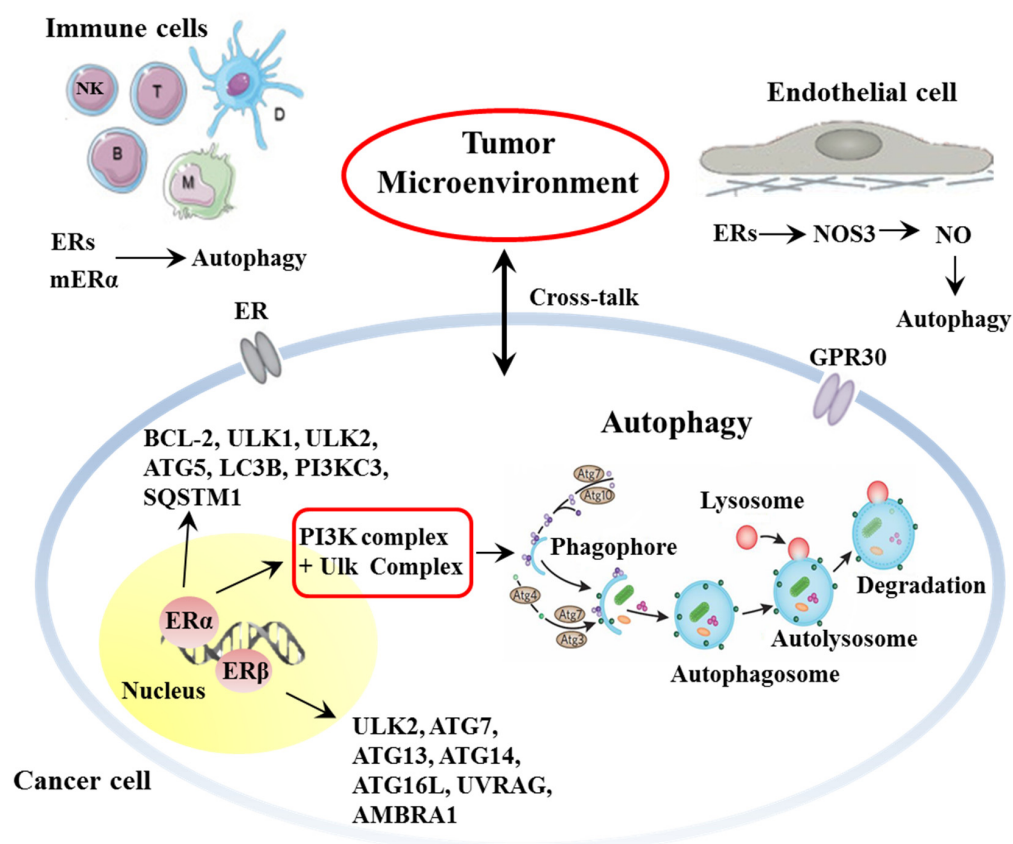 Immune cells
NK
T
D
B
M
ERs
mERα
Autophagy
Tumor
Microenvironment
Endothelial cell
ERs
NOS3
NO
Autophagy
Cross-talk
ER
GPR30
BCL-2, ULK1, ULK2,
ATG5, LC3B, PI3KC3,
SQSTM1
Autophagy
PI3K complex
+ Ulk Complex
Atg7
Atg10
Phagophore
Atg4
Atg7
Atg3
Lysosome
Degradation
Autolysosome
Autophagosome
ERα
ERβ
Nucleus
ULK2, ATG7,
ATG13, ATG14,
ATG16L, UVRAG,
AMBRA1
Cancer cell